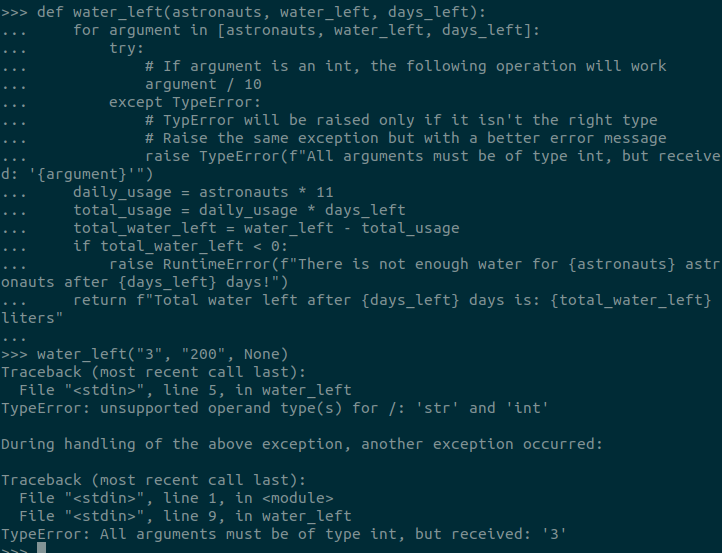 >>> def water_left(astronauts, water_left, days_left):
...     for argument in [astronauts, water_left, days_left]:
...         try:
...             # If argument is an int, the following operation will work
...             argument / 10
...         except TypeError:
...             # TypError will be raised only if it isn't the right type
...             # Raise the same exception but with a better error message
...             raise TypeError(f"All arguments must be of type int, but receive
d: '{argument}'")
...     daily_usage = astronauts * 11
...     total_usage = daily_usage * days_left
...     total_water_left = water_left - total_usage
...     if total_water_left < 0:
...         raise RuntimeError(f"There is not enough water for {astronauts} astr
onauts after {days_left} days!")
...     return f"Total water left after {days_left} days is: {total_water_left}
liters"
...
>>> water_left("3", "200", None)
Traceback (most recent call last):
  File "<stdin>", line 5, in water_left
TypeError: unsupported operand type(s) for /: 'str' and 'int'

During handling of the above exception, another exception occurred:

Traceback (most recent call last):
  File "<stdin>", line 1, in <module>
  File "<stdin>", line 9, in water_left
TypeError: All arguments must be of type int, but received: '3'
>>>